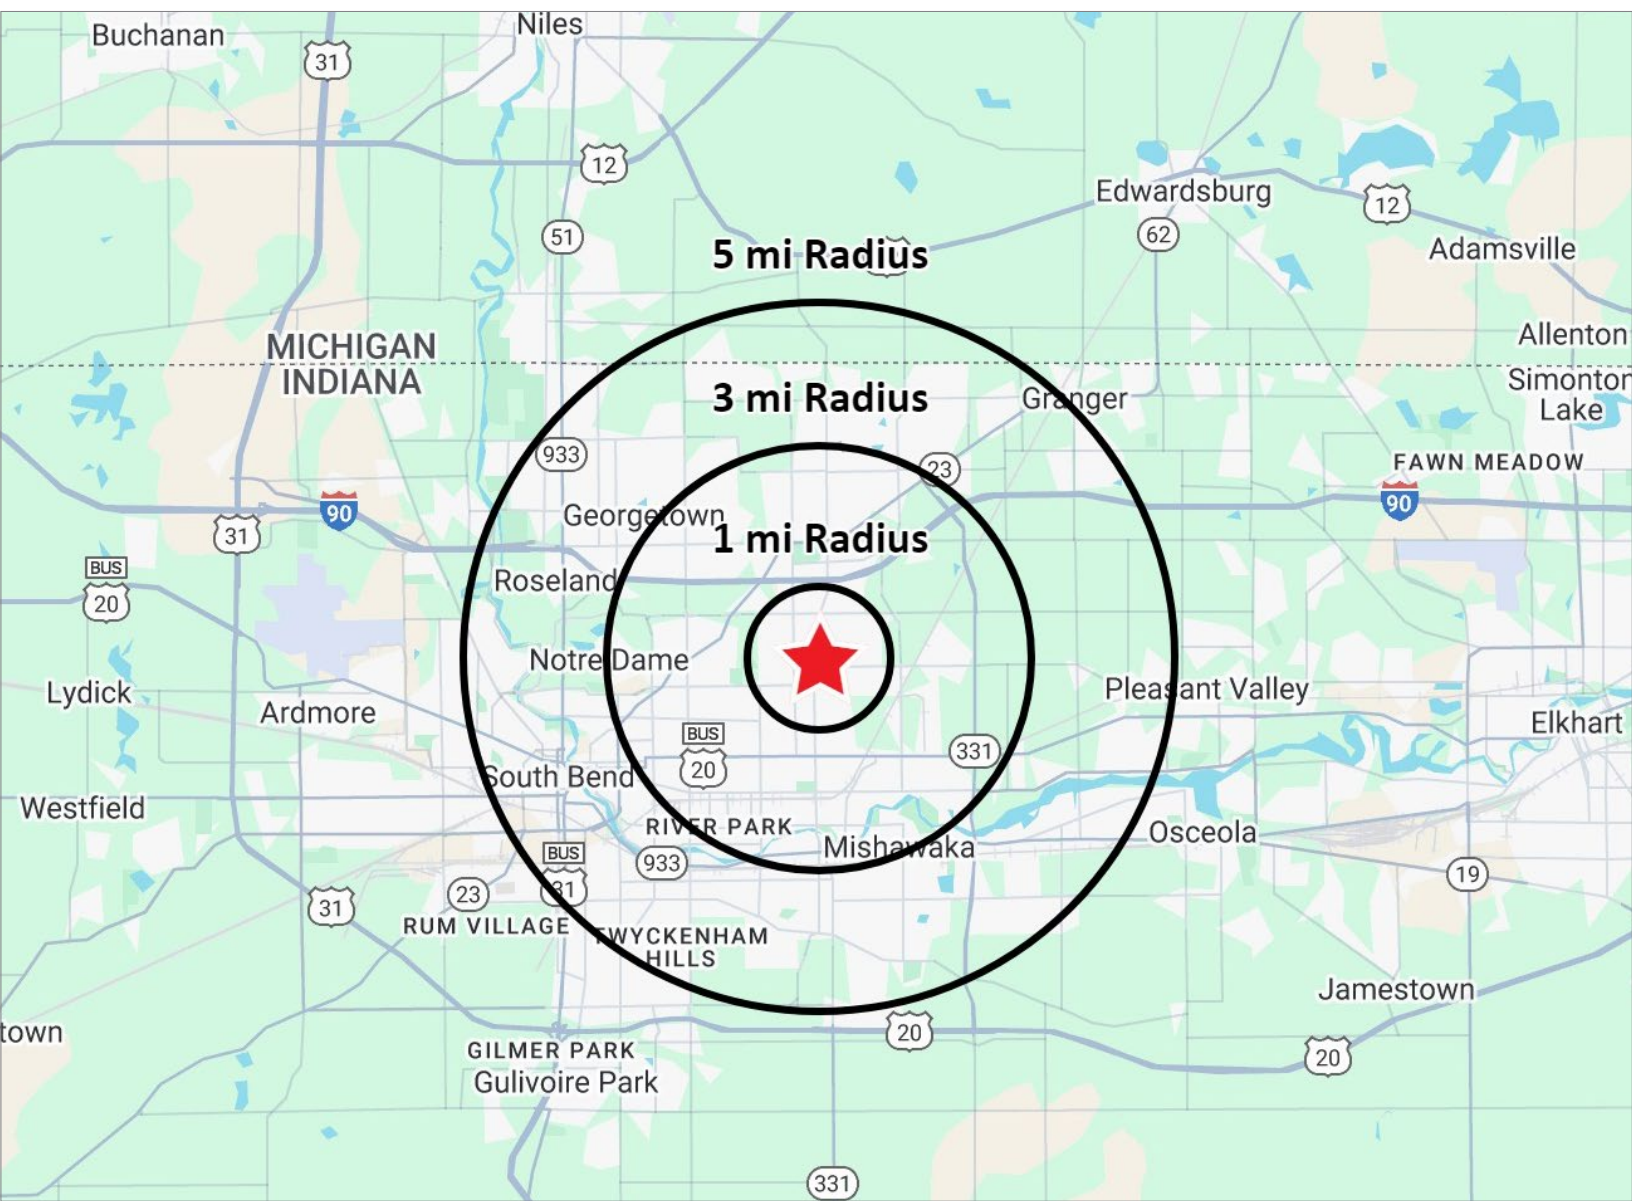 Buchanan
Niles
31
12
Edwardsburg
12
51
62
Adamsville
5 mi Radius
Allenton
MICHIGAN
INDIANA
Simonton
Lake
3 mi Radius
Granger
933
23
FAWN MEADOW
90
90
Georgetown
31
1 mi Radius
BUS
20
Roseland
Notre Dame
Lydick
Ardmore
Pleasant Valley
Elkhart
BUS
20
331
South Bend
Westfield
RIVER PARK
Mishawaka
Osceola
BUS
31
933
19
23
31
RUM VILLAGE
TWYCKENHAM
HILLS
Jamestown
town
20
20
GILMER PARK
Gulivoire Park
331